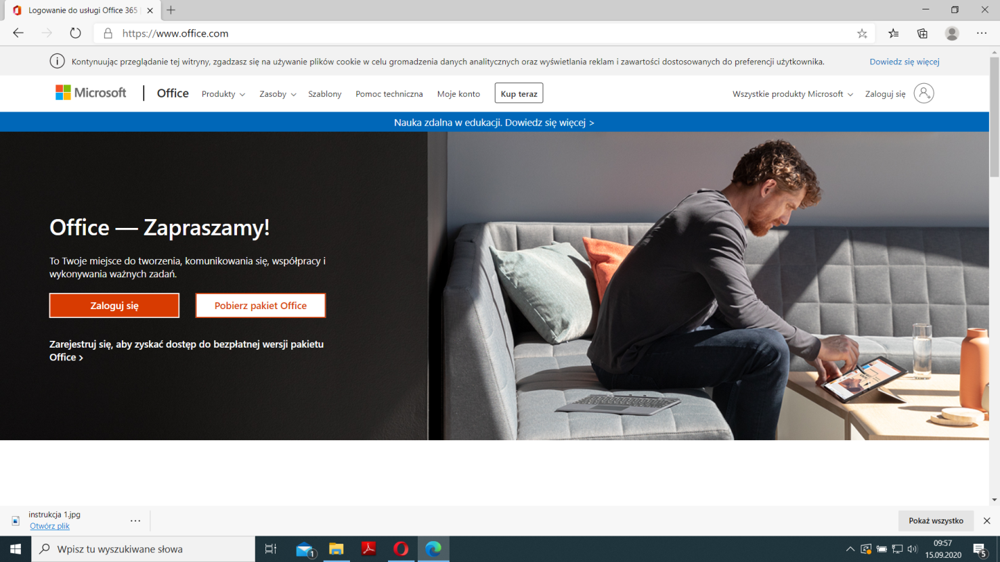 Logowanie do usługi Office 365
https://www.office.com
Kontynuując przeglądanie tej witryny, zgadzasz się na używanie plików cookie w celu gromadzenia danych analitycznych oraz wyświetlania reklam i zawartości dostosowanych do preferencji użytkownika. Dowiedz się więcej
Microsoft Office Produkty Zasoby Szablony Pomoc techniczna Moje konto Kup teraz Wszystkie produkty Microsoft Zaloguj się
Nauka zdalna w edukacji. Dowiedz się więcej >
Office — Zapraszamy!
To Twoje miejsce do tworzenia, komunikowania się, współpracy i
wykonywania ważnych zadań.
Zaloguj się Pobierz pakiet Office
Zarejestruj się, aby zyskać dostęp do bezpłatnej wersji pakietu
Office >
instrukcja 1.jpg
Otwórz plik
Pokaż wszystko
Wpisz tu wyszukiwane słowa
1
09:57
15.09.2020
5